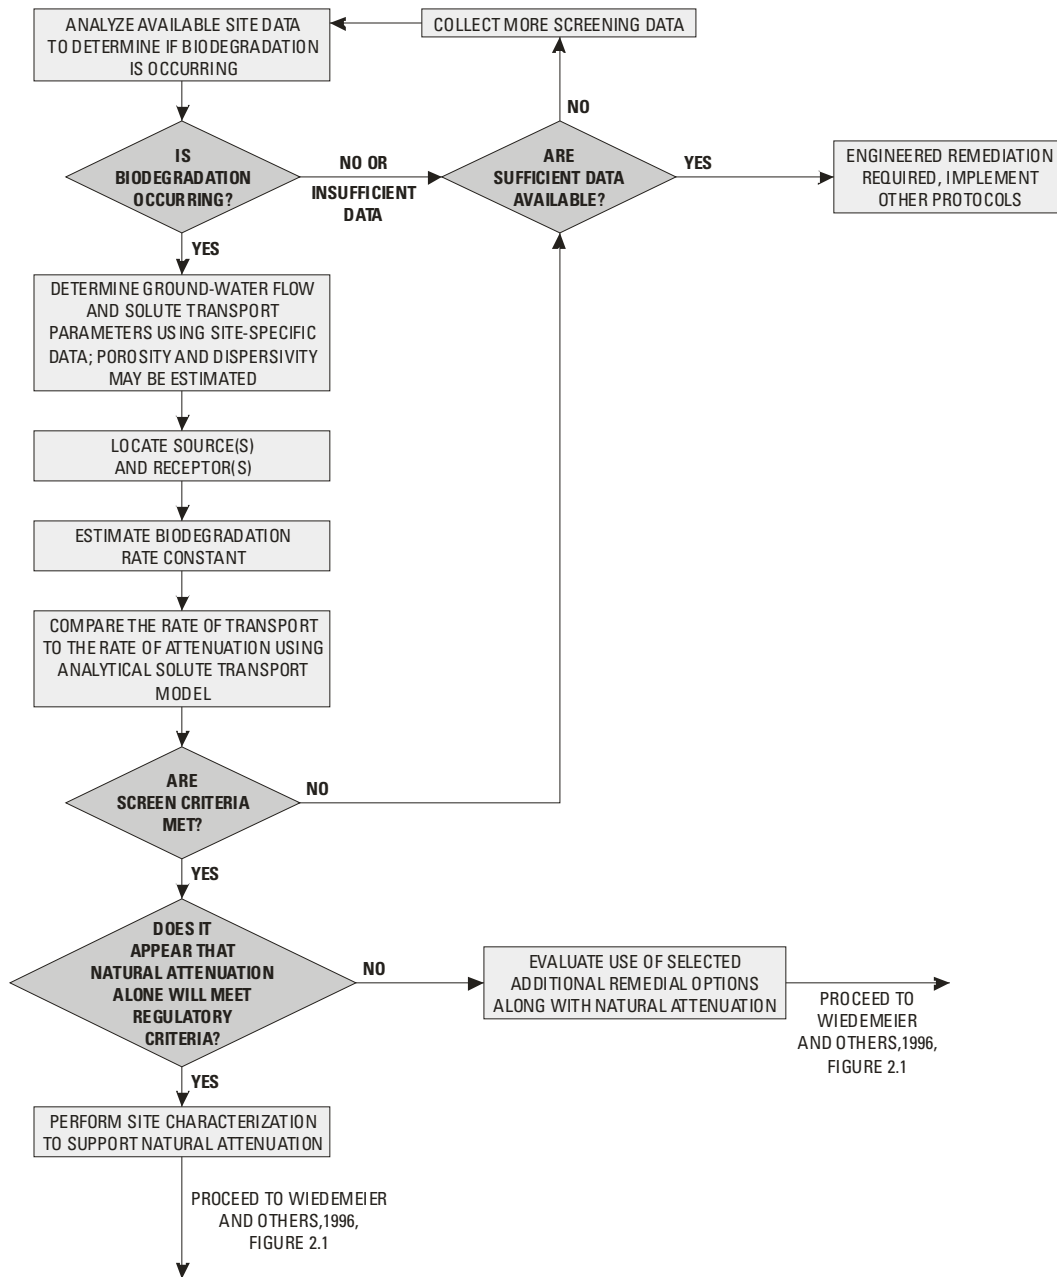 ANALYZE AVAILABLE SITE DATA
TO DETERMINE IF BIODEGRADATION
IS OCCURRING
COLLECT MORE SCREENING DATA
NO
IS
BIODEGRADATION
OCCURRING?
NO OR
INSUFFICIENT
DATA
ARE
SUFFICIENT DATA
AVAILABLE?
YES
ENGINEERED REMEDIATION
REQUIRED, IMPLEMENT
OTHER PROTOCOLS
YES
DETERMINE GROUND-WATER FLOW
AND SOLUTE TRANSPORT
PARAMETERS USING SITE-SPECIFIC
DATA; POROSITY AND DISPERSIVITY
MAY BE ESTIMATED
LOCATE SOURCE(S)
AND RECEPTOR(S)
ESTIMATE BIODEGRADATION
RATE CONSTANT
COMPARE THE RATE OF TRANSPORT
TO THE RATE OF ATTENUATION USING
ANALYTICAL SOLUTE TRANSPORT
MODEL
ARE
SCREEN CRITERIA
MET?
NO
YES
DOES IT
APPEAR THAT
NATURAL ATTENUATION
ALONE WILL MEET
REGULATORY
CRITERIA?
NO
EVALUATE USE OF SELECTED
ADDITIONAL REMEDIAL OPTIONS
ALONG WITH NATURAL ATTENUATION
PROCEED TO
WIEDEMEIER
AND OTHERS,1996,
FIGURE 2.1
YES
PERFORM SITE CHARACTERIZATION
TO SUPPORT NATURAL ATTENUATION
PROCEED TO WIEDEMEIER
AND OTHERS,1996,
FIGURE 2.1